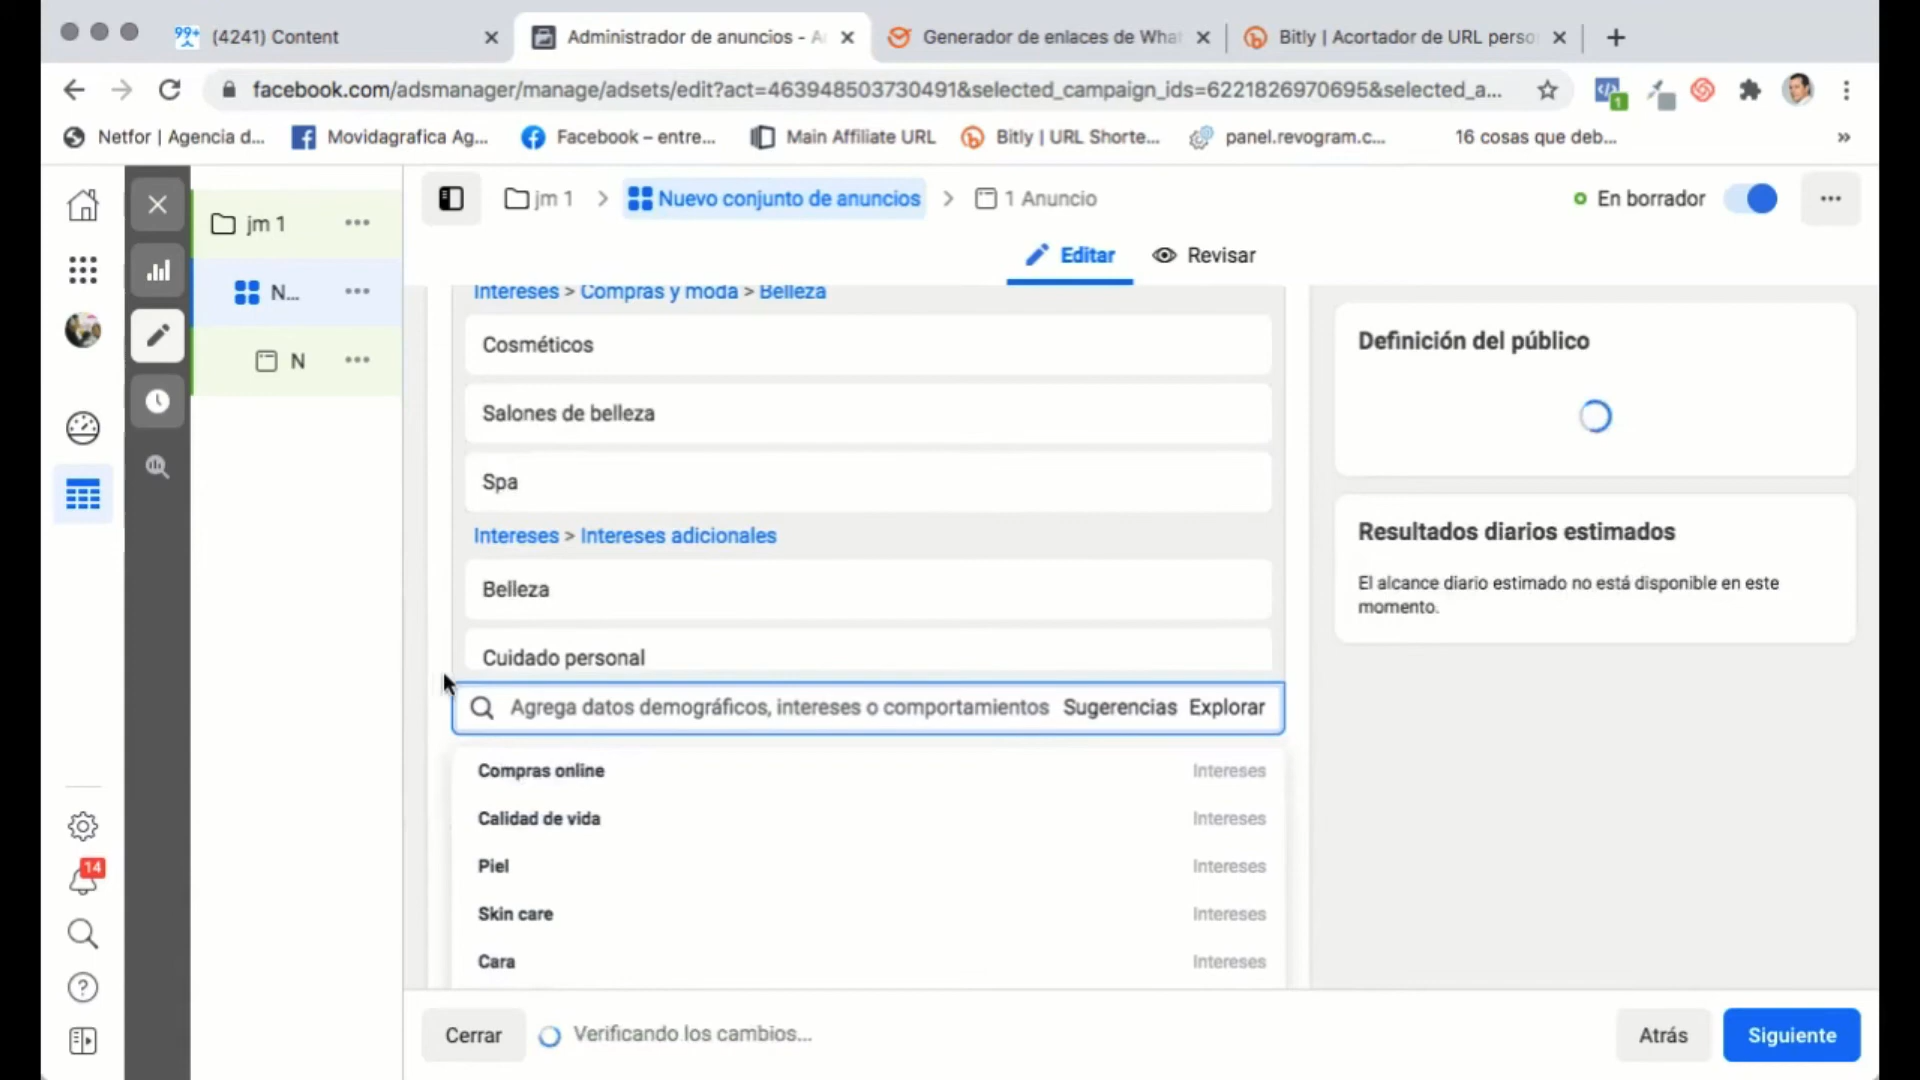 99+
(4241) Content
Administrador de anuncios - A
Generador de enlaces de Wha
Bitly | Acortador de URL perso
facebook.com/adsmanager/manage/adsets/edit?act=463948503730491&selected_campaign_ids=6221826970695&selected_a...
1
Netfor | Agencia d...
Movidagrafica Ag...
Facebook – entre...
Main Affiliate URL
Bitly | URL Shorte...
panel.revogram.c...
16 cosas que deb...
»
jm 1
N...
N
jm 1 > Nuevo conjunto de anuncios > 1 Anuncio
En borrador
Editar
Revisar
Intereses > Compras y moda > Belleza
Cosméticos
Salones de belleza
Spa
Intereses > Intereses adicionales
Belleza
Cuidado personal
Agrega datos demográficos, intereses o comportamientos Sugerencias Explorar
Compras online Intereses
Calidad de vida Intereses
Piel Intereses
Skin care Intereses
Cara Intereses
Definición del público
Resultados diarios estimados
El alcance diario estimado no está disponible en este
momento.
14
Cerrar
Verificando los cambios...
Atrás
Siguiente